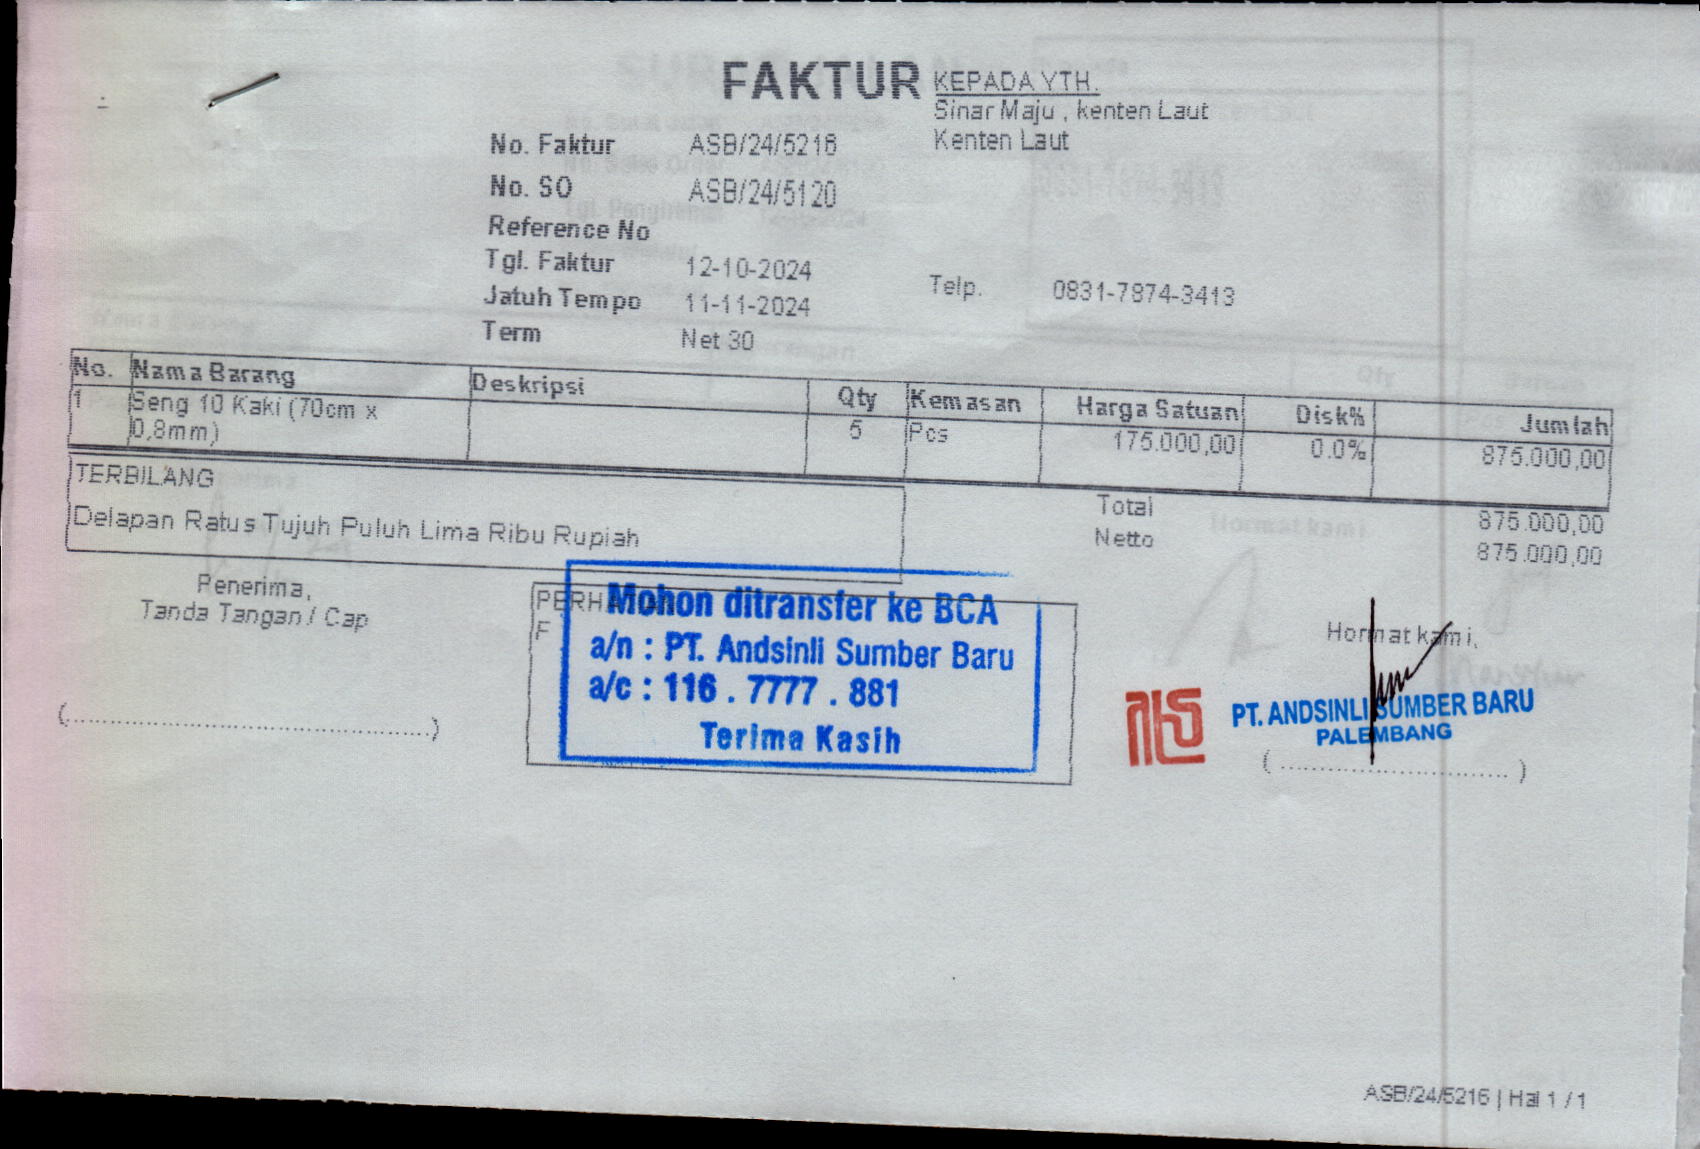 FAKTUR
KEPADA YTH.
Sinar Maju , kenten Laut
Kenten Laut
No. Faktur ASB/24/5216
No. SO ASB/24/5120
Reference No
Tgl. Faktur 12-10-2024
Jatuh Tempo 11-11-2024
Term Net 30
Telp. 0831-7874-3413
No. Nama Barang Deskripsi Qty Kemasan Harga Satuan Disk% Jumlah
1 Seng 10 Kaki (70cm x 5 Pcs 175.000,00 0.0% 875.000,00
0,8mm)
TERBILANG
Delapan Ratus Tujuh Puluh Lima Ribu Rupiah
Total 875.000,00
Netto 875.000,00
Penerima,
Tanda Tangan / Cap
(........................................)
Mohon ditransfer ke BCA
a/n : PT. Andsinli Sumber Baru
a/c : 116 . 7777 . 881
Terima Kasih
Hormat kami,
PT. ANDSINLI SUMBER BARU
PALEMBANG
( ............................ )
ASB/24/5216 | Hal 1 / 1